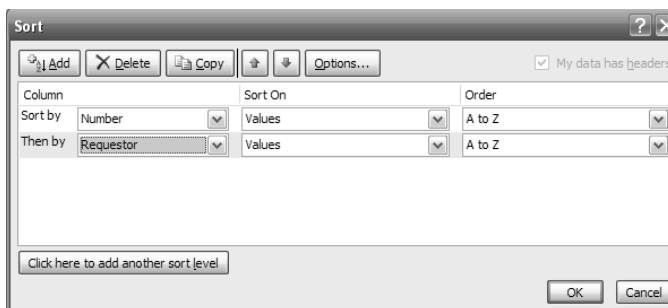 Sort
Add Delete Copy Options... My data has headers
Column Sort On Order
Sort by Number Values A to Z
Then by Requestor Values A to Z
Click here to add another sort level
OK Cancel